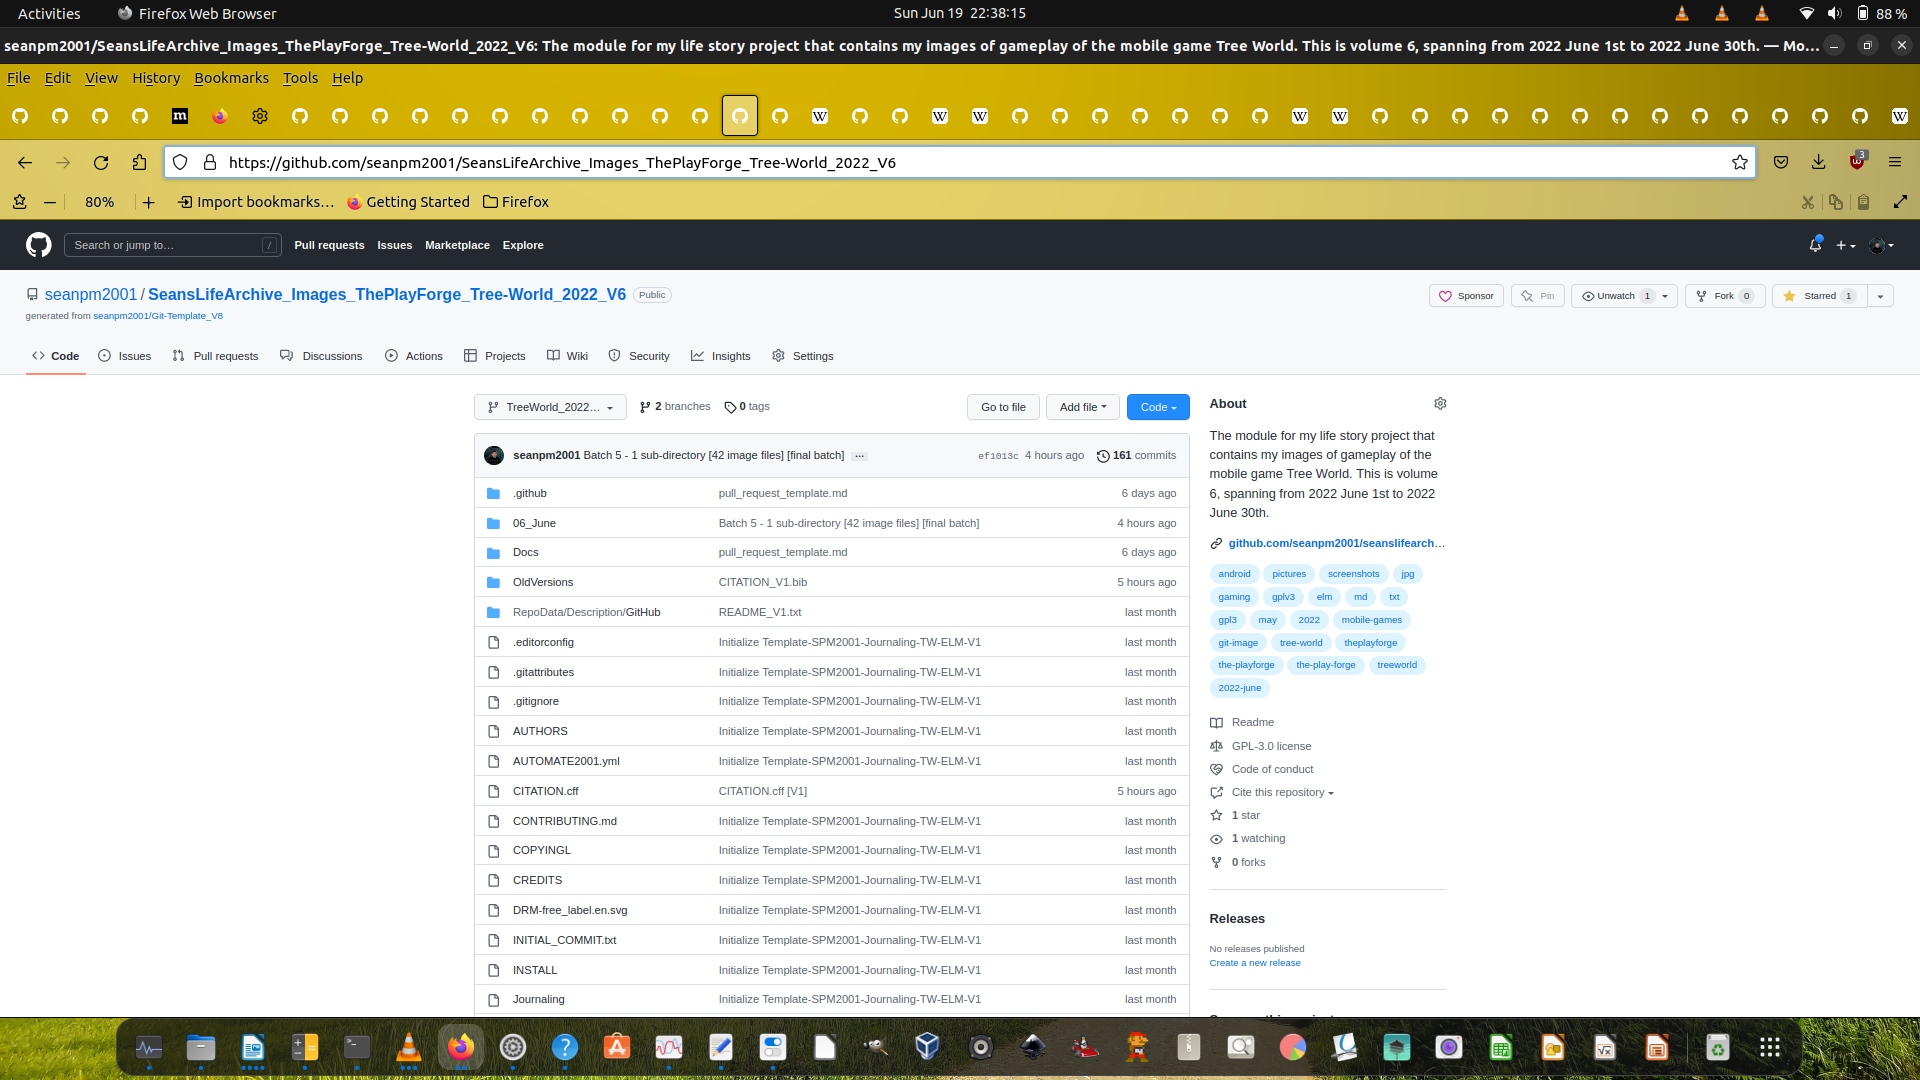 Activities Firefox Web Browser Sun Jun 19 22:38:15 88 %
seanpm2001/SeansLifeArchive_Images_ThePlayForge_Tree-World_2022_V6: The module for my life story project that contains my images of gameplay of the mobile game Tree World. This is volume 6, spanning from 2022 June 1st to 2022 June 30th. — Mo...
File Edit View History Bookmarks Tools Help
https://github.com/seanpm2001/SeansLifeArchive_Images_ThePlayForge_Tree-World_2022_V6 3
80% Import bookmarks... Getting Started Firefox
Search or jump to... / Pull requests Issues Marketplace Explore
seanpm2001 / SeansLifeArchive_Images_ThePlayForge_Tree-World_2022_V6 Public Sponsor Pin Unwatch 1 Fork 0 Starred 1
generated from seanpm2001/Git-Template_V8
Code Issues Pull requests Discussions Actions Projects Wiki Security Insights Settings
TreeWorld_2022... 2 branches 0 tags Go to file Add file Code
seanpm2001 Batch 5 - 1 sub-directory [42 image files] [final batch] ... ef1013c 4 hours ago 161 commits
.github pull_request_template.md 6 days ago
06_June Batch 5 - 1 sub-directory [42 image files] [final batch] 4 hours ago
Docs pull_request_template.md 6 days ago
OldVersions CITATION_V1.bib 5 hours ago
RepoData/Description/GitHub README_V1.txt last month
.editorconfig Initialize Template-SPM2001-Journaling-TW-ELM-V1 last month
.gitattributes Initialize Template-SPM2001-Journaling-TW-ELM-V1 last month
.gitignore Initialize Template-SPM2001-Journaling-TW-ELM-V1 last month
AUTHORS Initialize Template-SPM2001-Journaling-TW-ELM-V1 last month
AUTOMATE2001.yml Initialize Template-SPM2001-Journaling-TW-ELM-V1 last month
CITATION.cff CITATION.cff [V1] 5 hours ago
CONTRIBUTING.md Initialize Template-SPM2001-Journaling-TW-ELM-V1 last month
COPYINGL Initialize Template-SPM2001-Journaling-TW-ELM-V1 last month
CREDITS Initialize Template-SPM2001-Journaling-TW-ELM-V1 last month
DRM-free_label.en.svg Initialize Template-SPM2001-Journaling-TW-ELM-V1 last month
INITIAL_COMMIT.txt Initialize Template-SPM2001-Journaling-TW-ELM-V1 last month
INSTALL Initialize Template-SPM2001-Journaling-TW-ELM-V1 last month
Journaling Initialize Template-SPM2001-Journaling-TW-ELM-V1 last month
About
The module for my life story project that
contains my images of gameplay of the
mobile game Tree World. This is volume
6, spanning from 2022 June 1st to 2022
June 30th.
github.com/seanpm2001/seanslifearch...
android pictures screenshots jpg
gaming gplv3 elm md txt
gpl3 may 2022 mobile-games
git-image tree-world theplayforge
the-playforge the-play-forge treeworld
2022-june
Readme
GPL-3.0 license
Code of conduct
Cite this repository
1 star
1 watching
0 forks
Releases
No releases published
Create a new release